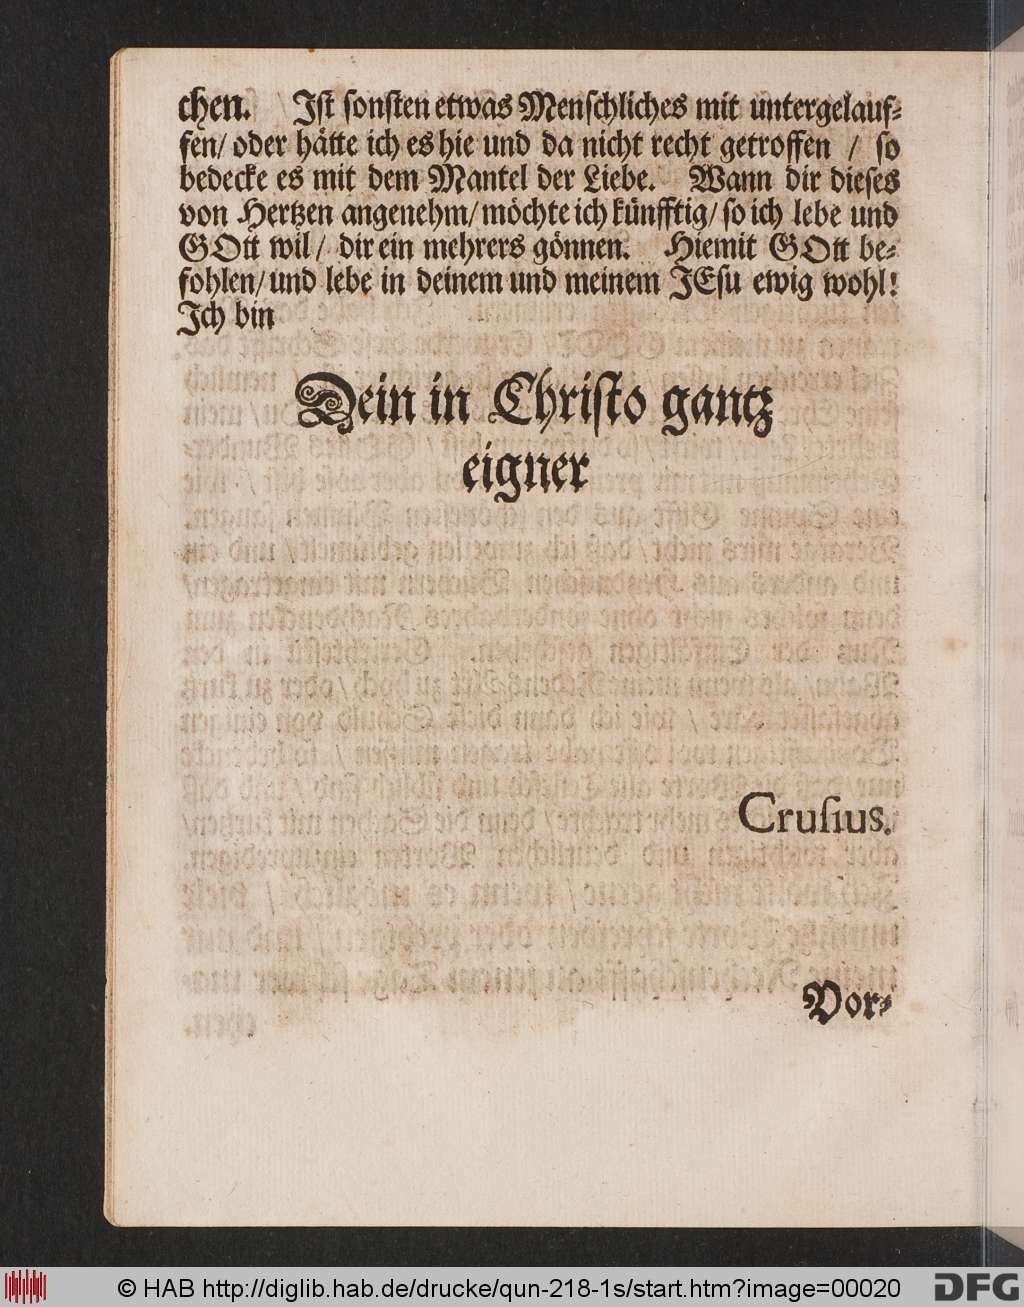 chen. Iſt ſonſten etwas Menſchliches mit untergelauf-
fen/ oder hätte ich es hie und da nicht recht getroffen / ſo
bedecke es mit dem Mantel der Liebe. Wann dir dieſes
von Hertzen angenehm/ möchte ich künfftig/ ſo ich lebe und
GOtt wil/ dir ein mehrers gönnen. Hiemit GOtt be-
fohlen/ und lebe in deinem und meinem JEſu ewig wohl!
Ich bin
Dein in Chriſto gantz
eigner
Cruſius.
Vor-
© HAB http://diglib.hab.de/drucke/qun-218-1s/start.htm?image=00020
DFG